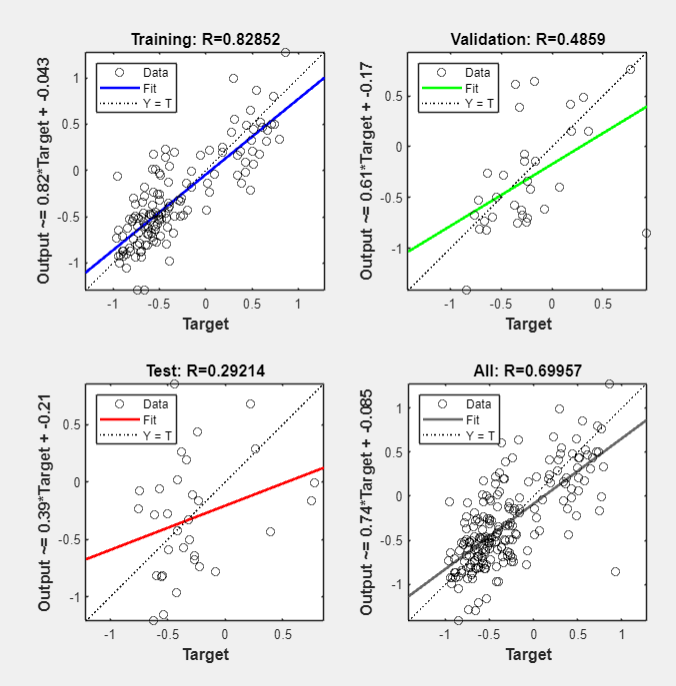 Training: R=0.82852
Output ~= 0.82*Target + -0.043
1
0.5
0
-0.5
-1
Data
Fit
Y = T
-1
-0.5
0
0.5
1
Target
Validation: R=0.4859
Output ~= 0.61*Target + -0.17
0.5
0
-0.5
-1
Data
Fit
Y = T
-1
-0.5
0
0.5
Target
Test: R=0.29214
Output ~= 0.39*Target + -0.21
0.5
0
-0.5
-1
Data
Fit
Y = T
-1
-0.5
0
0.5
Target
All: R=0.69957
Output ~= 0.74*Target + -0.085
1
0.5
0
-0.5
-1
Data
Fit
Y = T
-1
-0.5
0
0.5
1
Target